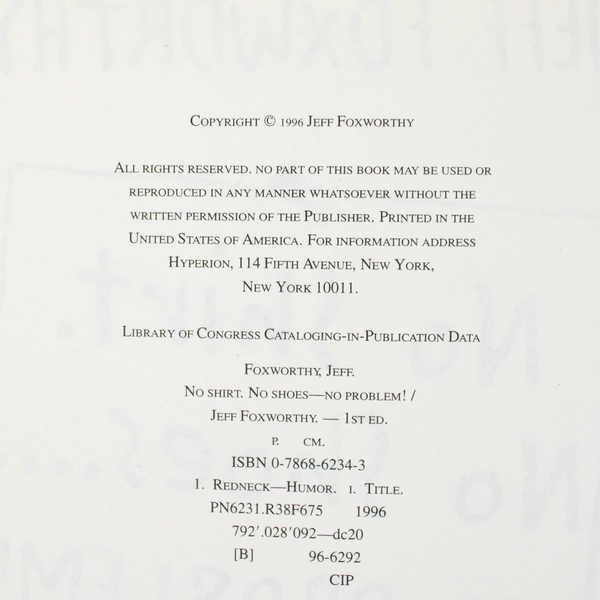 Copyright © 1996 Jeff Foxworthy
All rights reserved. no part of this book may be used or
reproduced in any manner whatsoever without the
written permission of the Publisher. Printed in the
United States of America. For information address
Hyperion, 114 Fifth Avenue, New York,
New York 10011.
Library of Congress Cataloging-in-Publication Data
Foxworthy, Jeff.
No shirt. No shoes—no problem! /
Jeff Foxworthy. — 1st ed.
p. cm.
ISBN 0-7868-6234-3
1. Redneck—Humor. i. Title.
PN6231.R38F675 1996
792′.028′092—dc20
[B] 96-6292
CIP